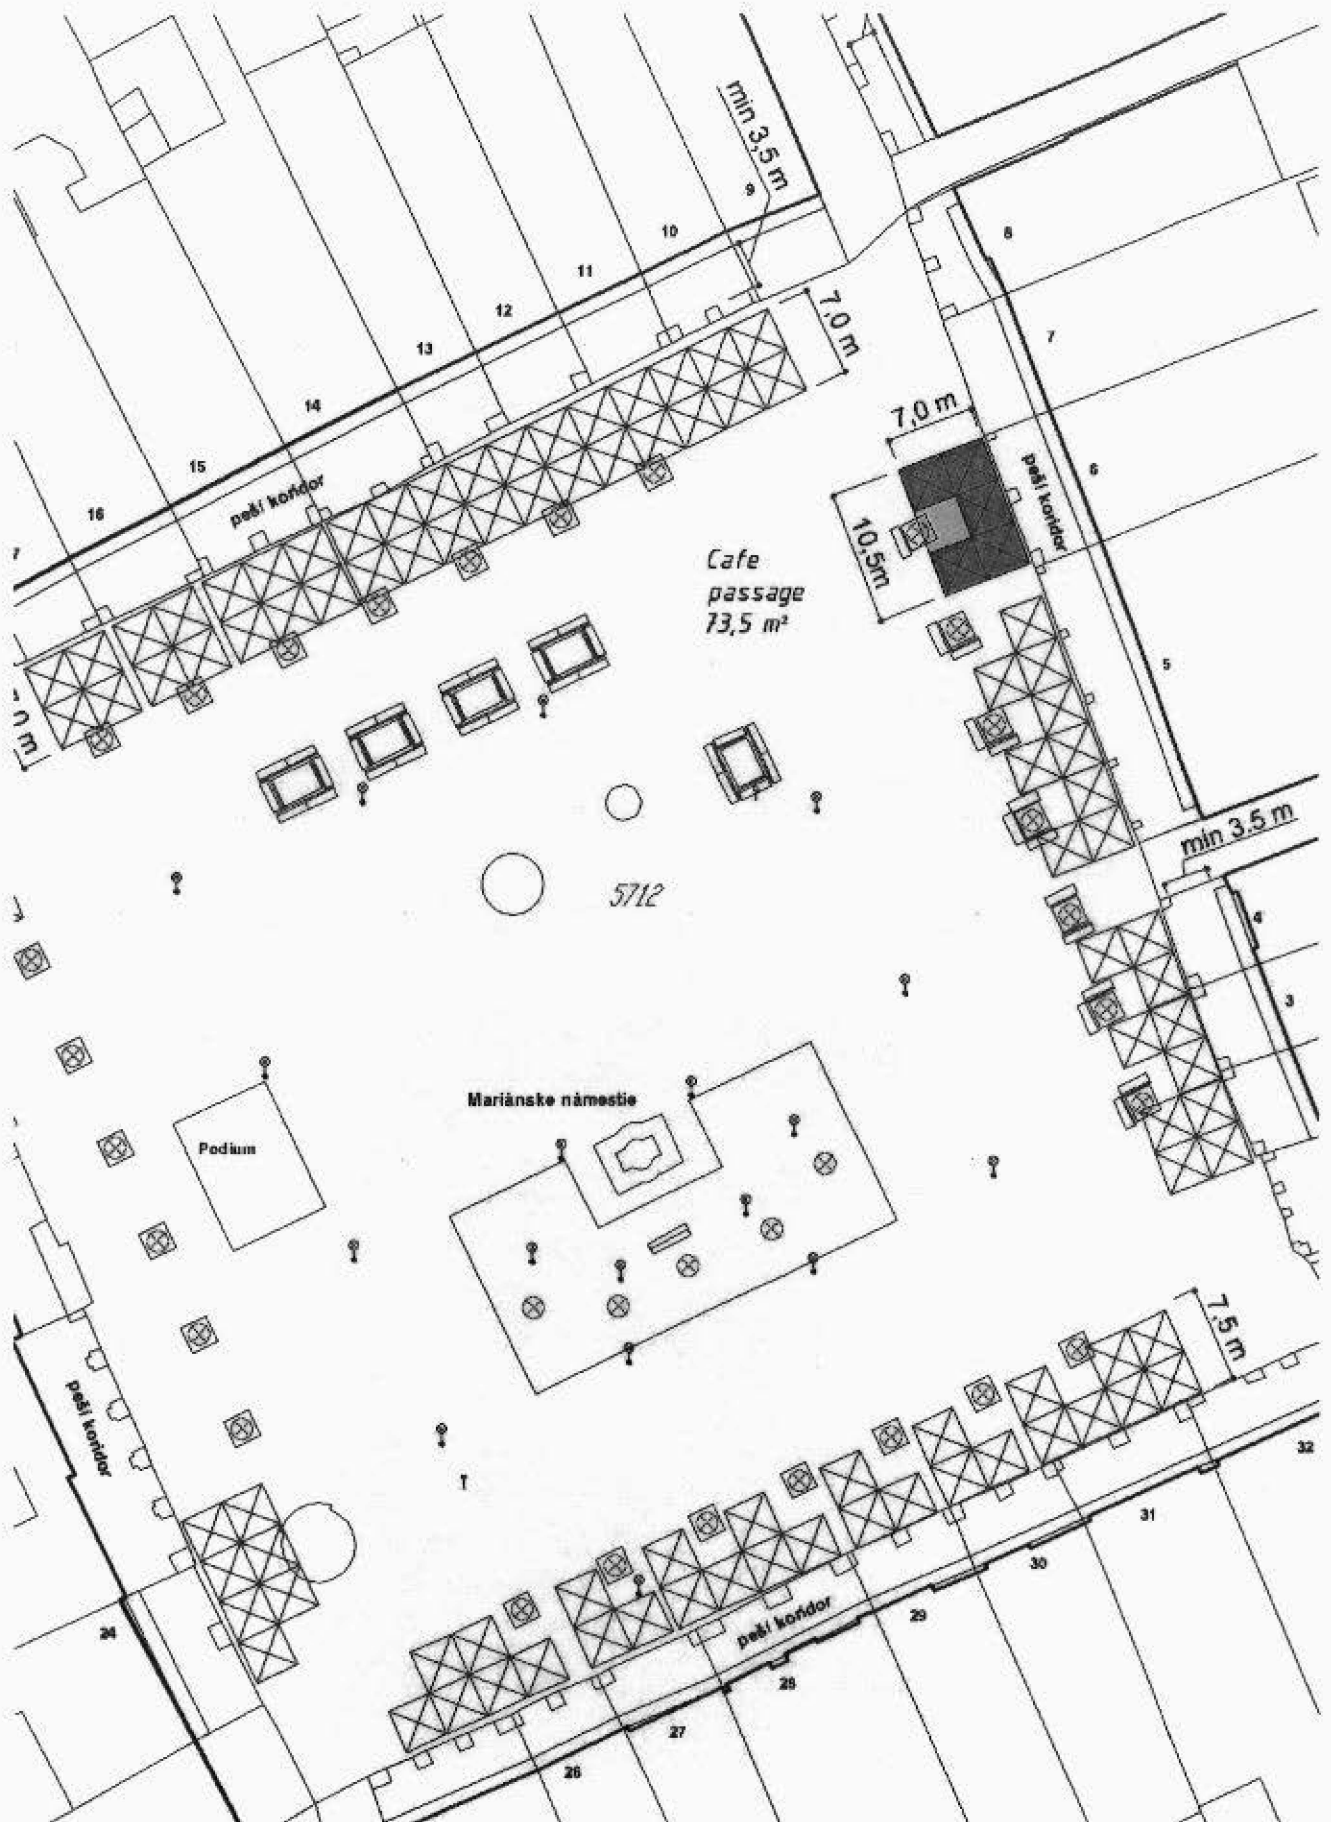 min 3,5 m
9
10
11
12
13
14
15
16
7
8
7
6
5
4
3
7,0 m
7,0 m
10,5m
peší koridor
peší koridor
Cafe
passage
73,5 m²
min 3.5 m
5712
Mariánske námestie
Podium
peší koridor
7,5 m
24
peší koridor
26
27
28
29
30
31
32